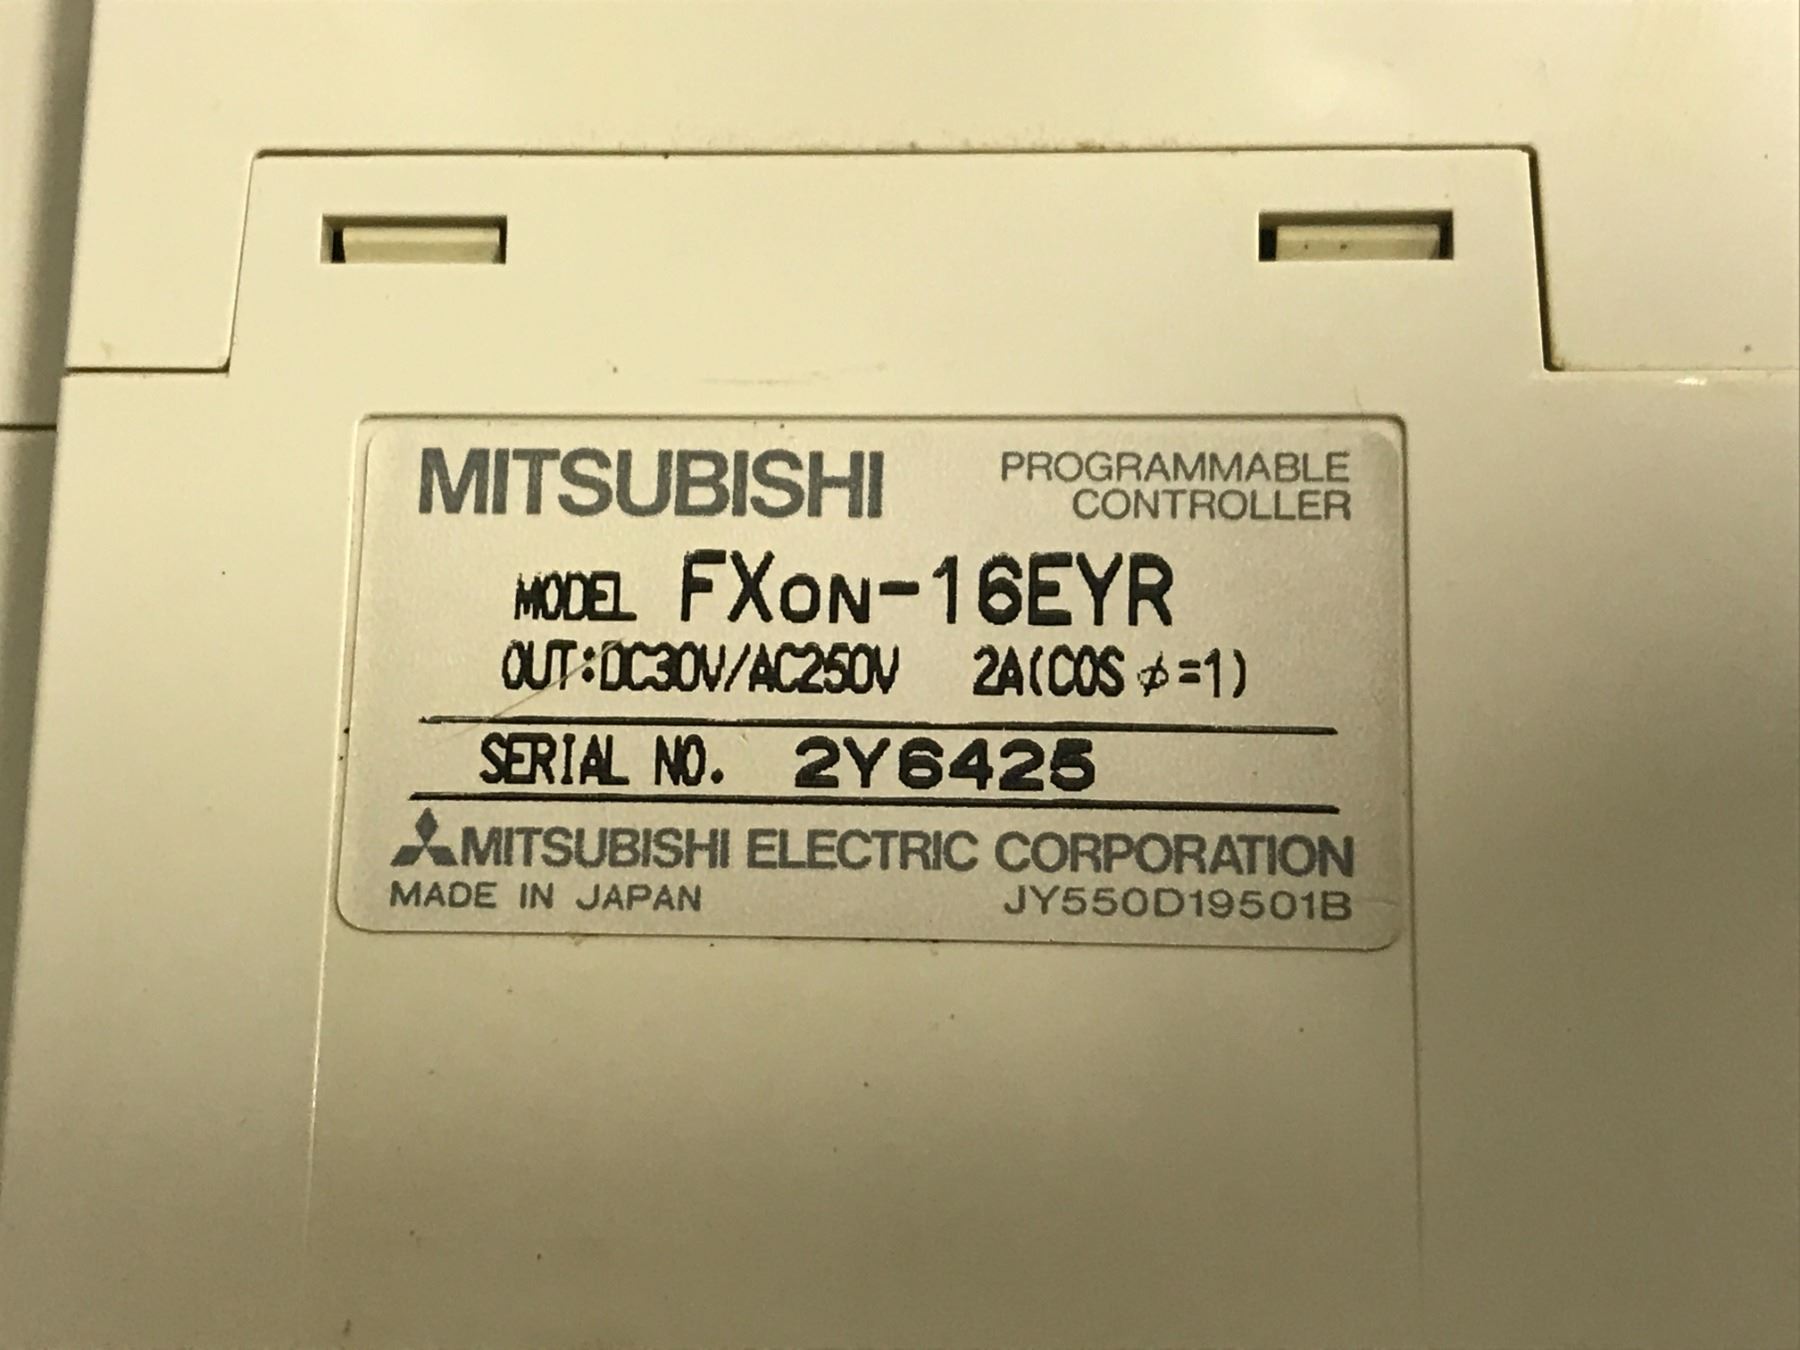 MITSUBISHI
PROGRAMMABLE
CONTROLLER
MODEL FX0N-16EYR
OUT:DC30V/AC250V 2A(COS φ=1)
SERIAL NO. 2Y6425
MITSUBISHI ELECTRIC CORPORATION
MADE IN JAPAN JY550D19501B